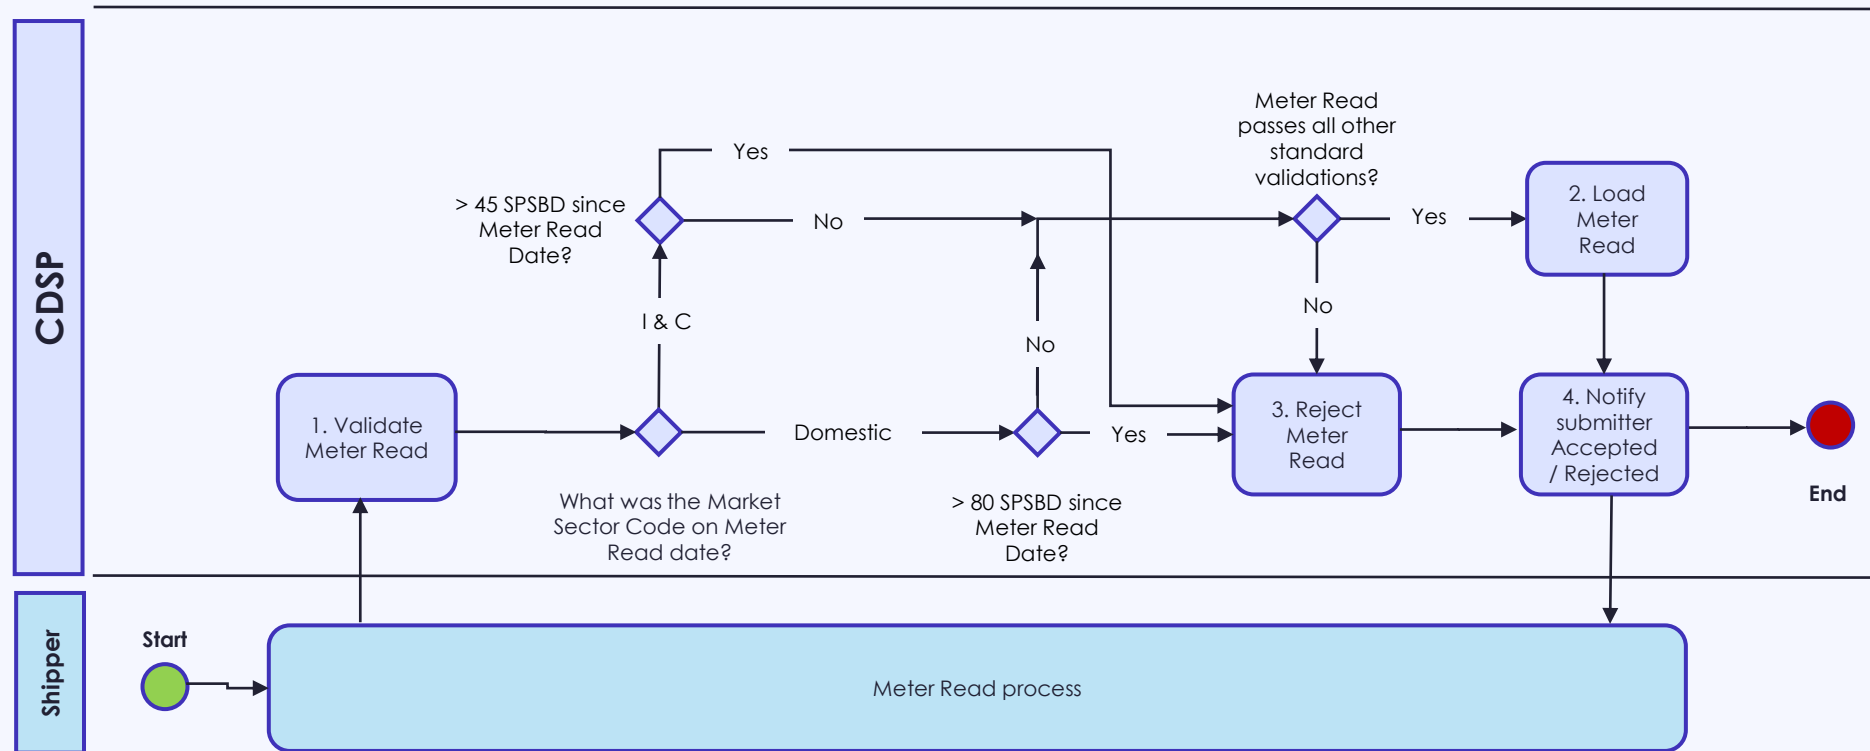 CDSP
Meter Read
passes all other
standard
validations?
Yes
> 45 SPSBD since
Meter Read
Date?
No
Yes
2. Load
Meter
Read
I & C
No
No
1. Validate
Meter Read
Domestic
Yes
3. Reject
Meter
Read
4. Notify
submitter
Accepted
/ Rejected
End
What was the Market
Sector Code on Meter
Read date?
> 80 SPSBD since
Meter Read
Date?
Shipper
Start
Meter Read process